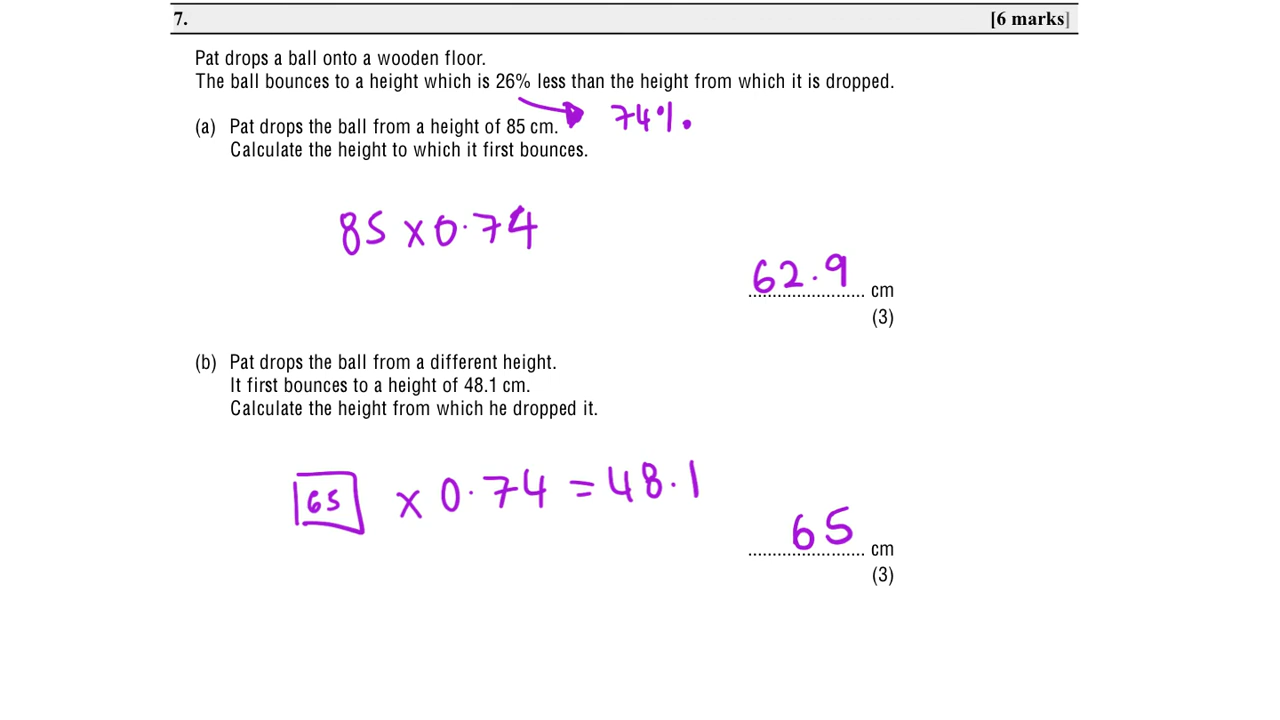 7. [6 marks]
Pat drops a ball onto a wooden floor.
The ball bounces to a height which is 26% less than the height from which it is dropped.
74%.
(a) Pat drops the ball from a height of 85 cm.
Calculate the height to which it first bounces.
85 x 0.74
62.9
........................ cm
(3)
(b) Pat drops the ball from a different height.
It first bounces to a height of 48.1 cm.
Calculate the height from which he dropped it.
65 x 0.74 = 48.1
65
........................ cm
(3)